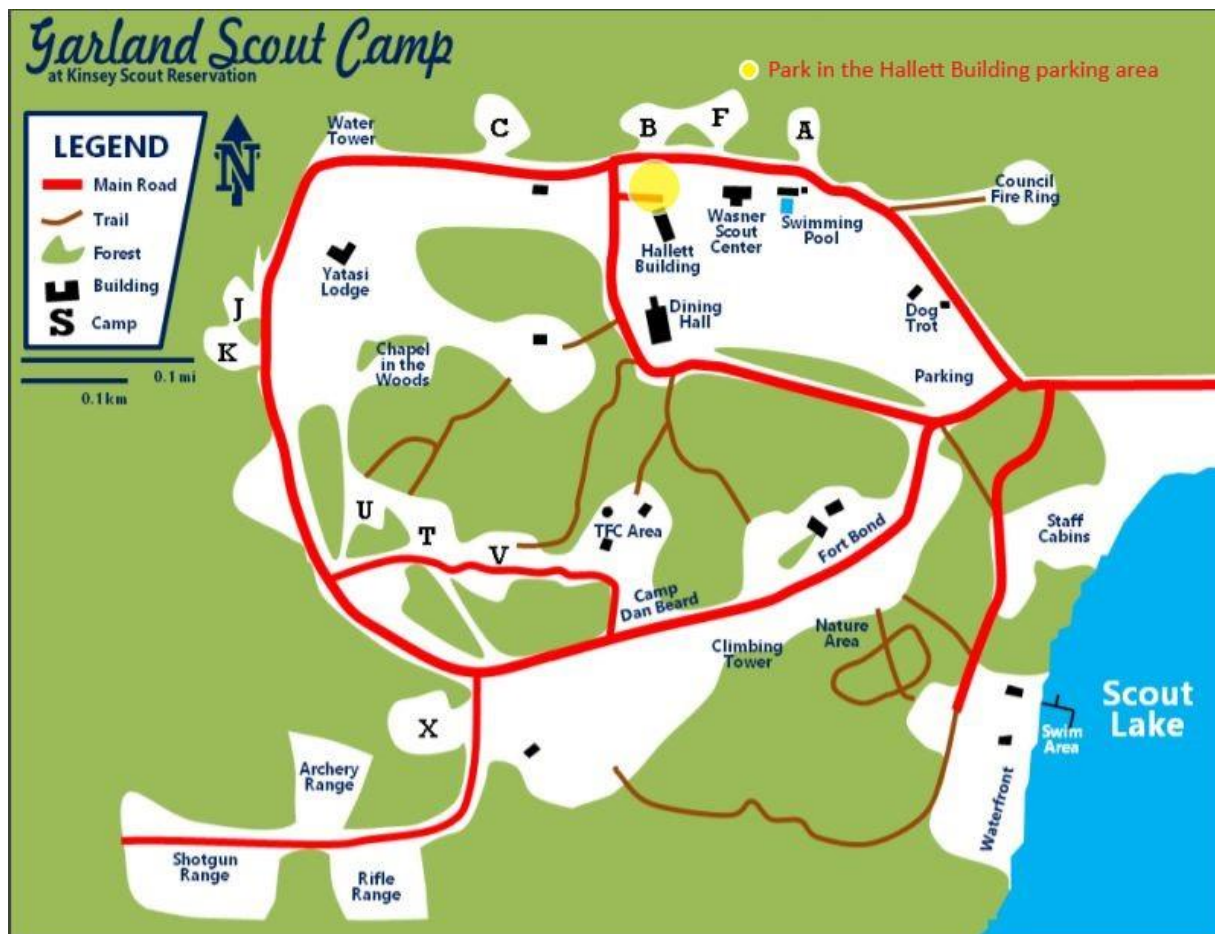 Garland Scout Camp
at Kinsey Scout Reservation
Park in the Hallett Building parking area
LEGEND
Main Road
Trail
Forest
Building
S Camp
0.1 mi
0.1 km
N
Water
Tower
C
B
F
A
Council
Fire Ring
Wasner
Scout
Center
Swimming
Pool
Hallett
Building
Yatasi
Lodge
J
K
Dining
Hall
Dog
Trot
Chapel
in the
Woods
Parking
U
T
V
TFC Area
Fort Bond
Staff
Cabins
Camp
Dan Beard
Climbing
Tower
Nature
Area
X
Scout
Lake
Swim
Area
Waterfront
Archery
Range
Shotgun
Range
Rifle
Range